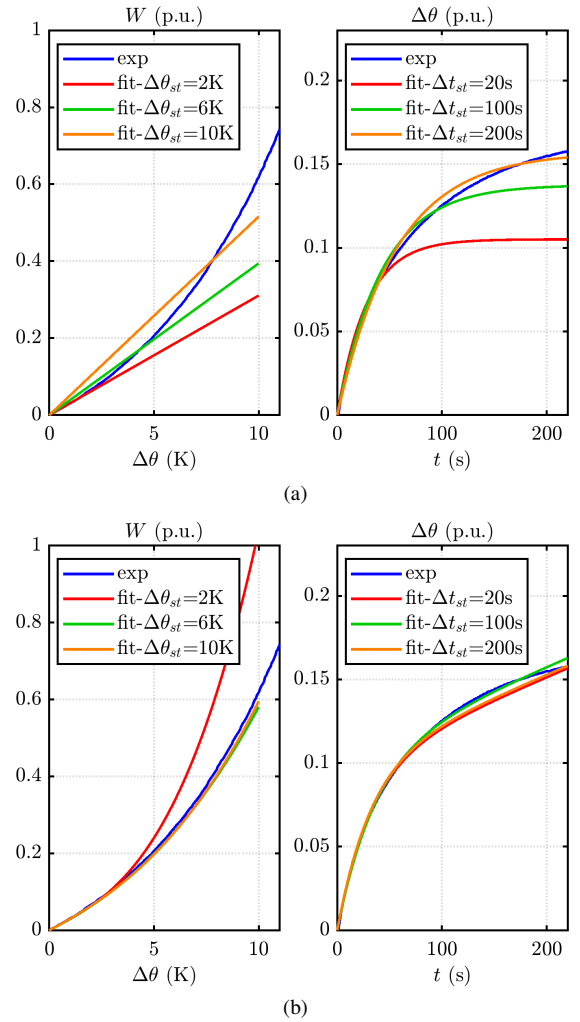 W (p.u.)
1
0.8
0.6
0.4
0.2
0
exp
fit-Δθst=2K
fit-Δθst=6K
fit-Δθst=10K
0 5 10
Δθ (K)
Δθ (p.u.)
0.2
0.15
0.1
0.05
0
exp
fit-Δtst=20s
fit-Δtst=100s
fit-Δtst=200s
0 100 200
t (s)
(a)
W (p.u.)
1
0.8
0.6
0.4
0.2
0
exp
fit-Δθst=2K
fit-Δθst=6K
fit-Δθst=10K
0 5 10
Δθ (K)
Δθ (p.u.)
0.2
0.15
0.1
0.05
0
exp
fit-Δtst=20s
fit-Δtst=100s
fit-Δtst=200s
0 100 200
t (s)
(b)